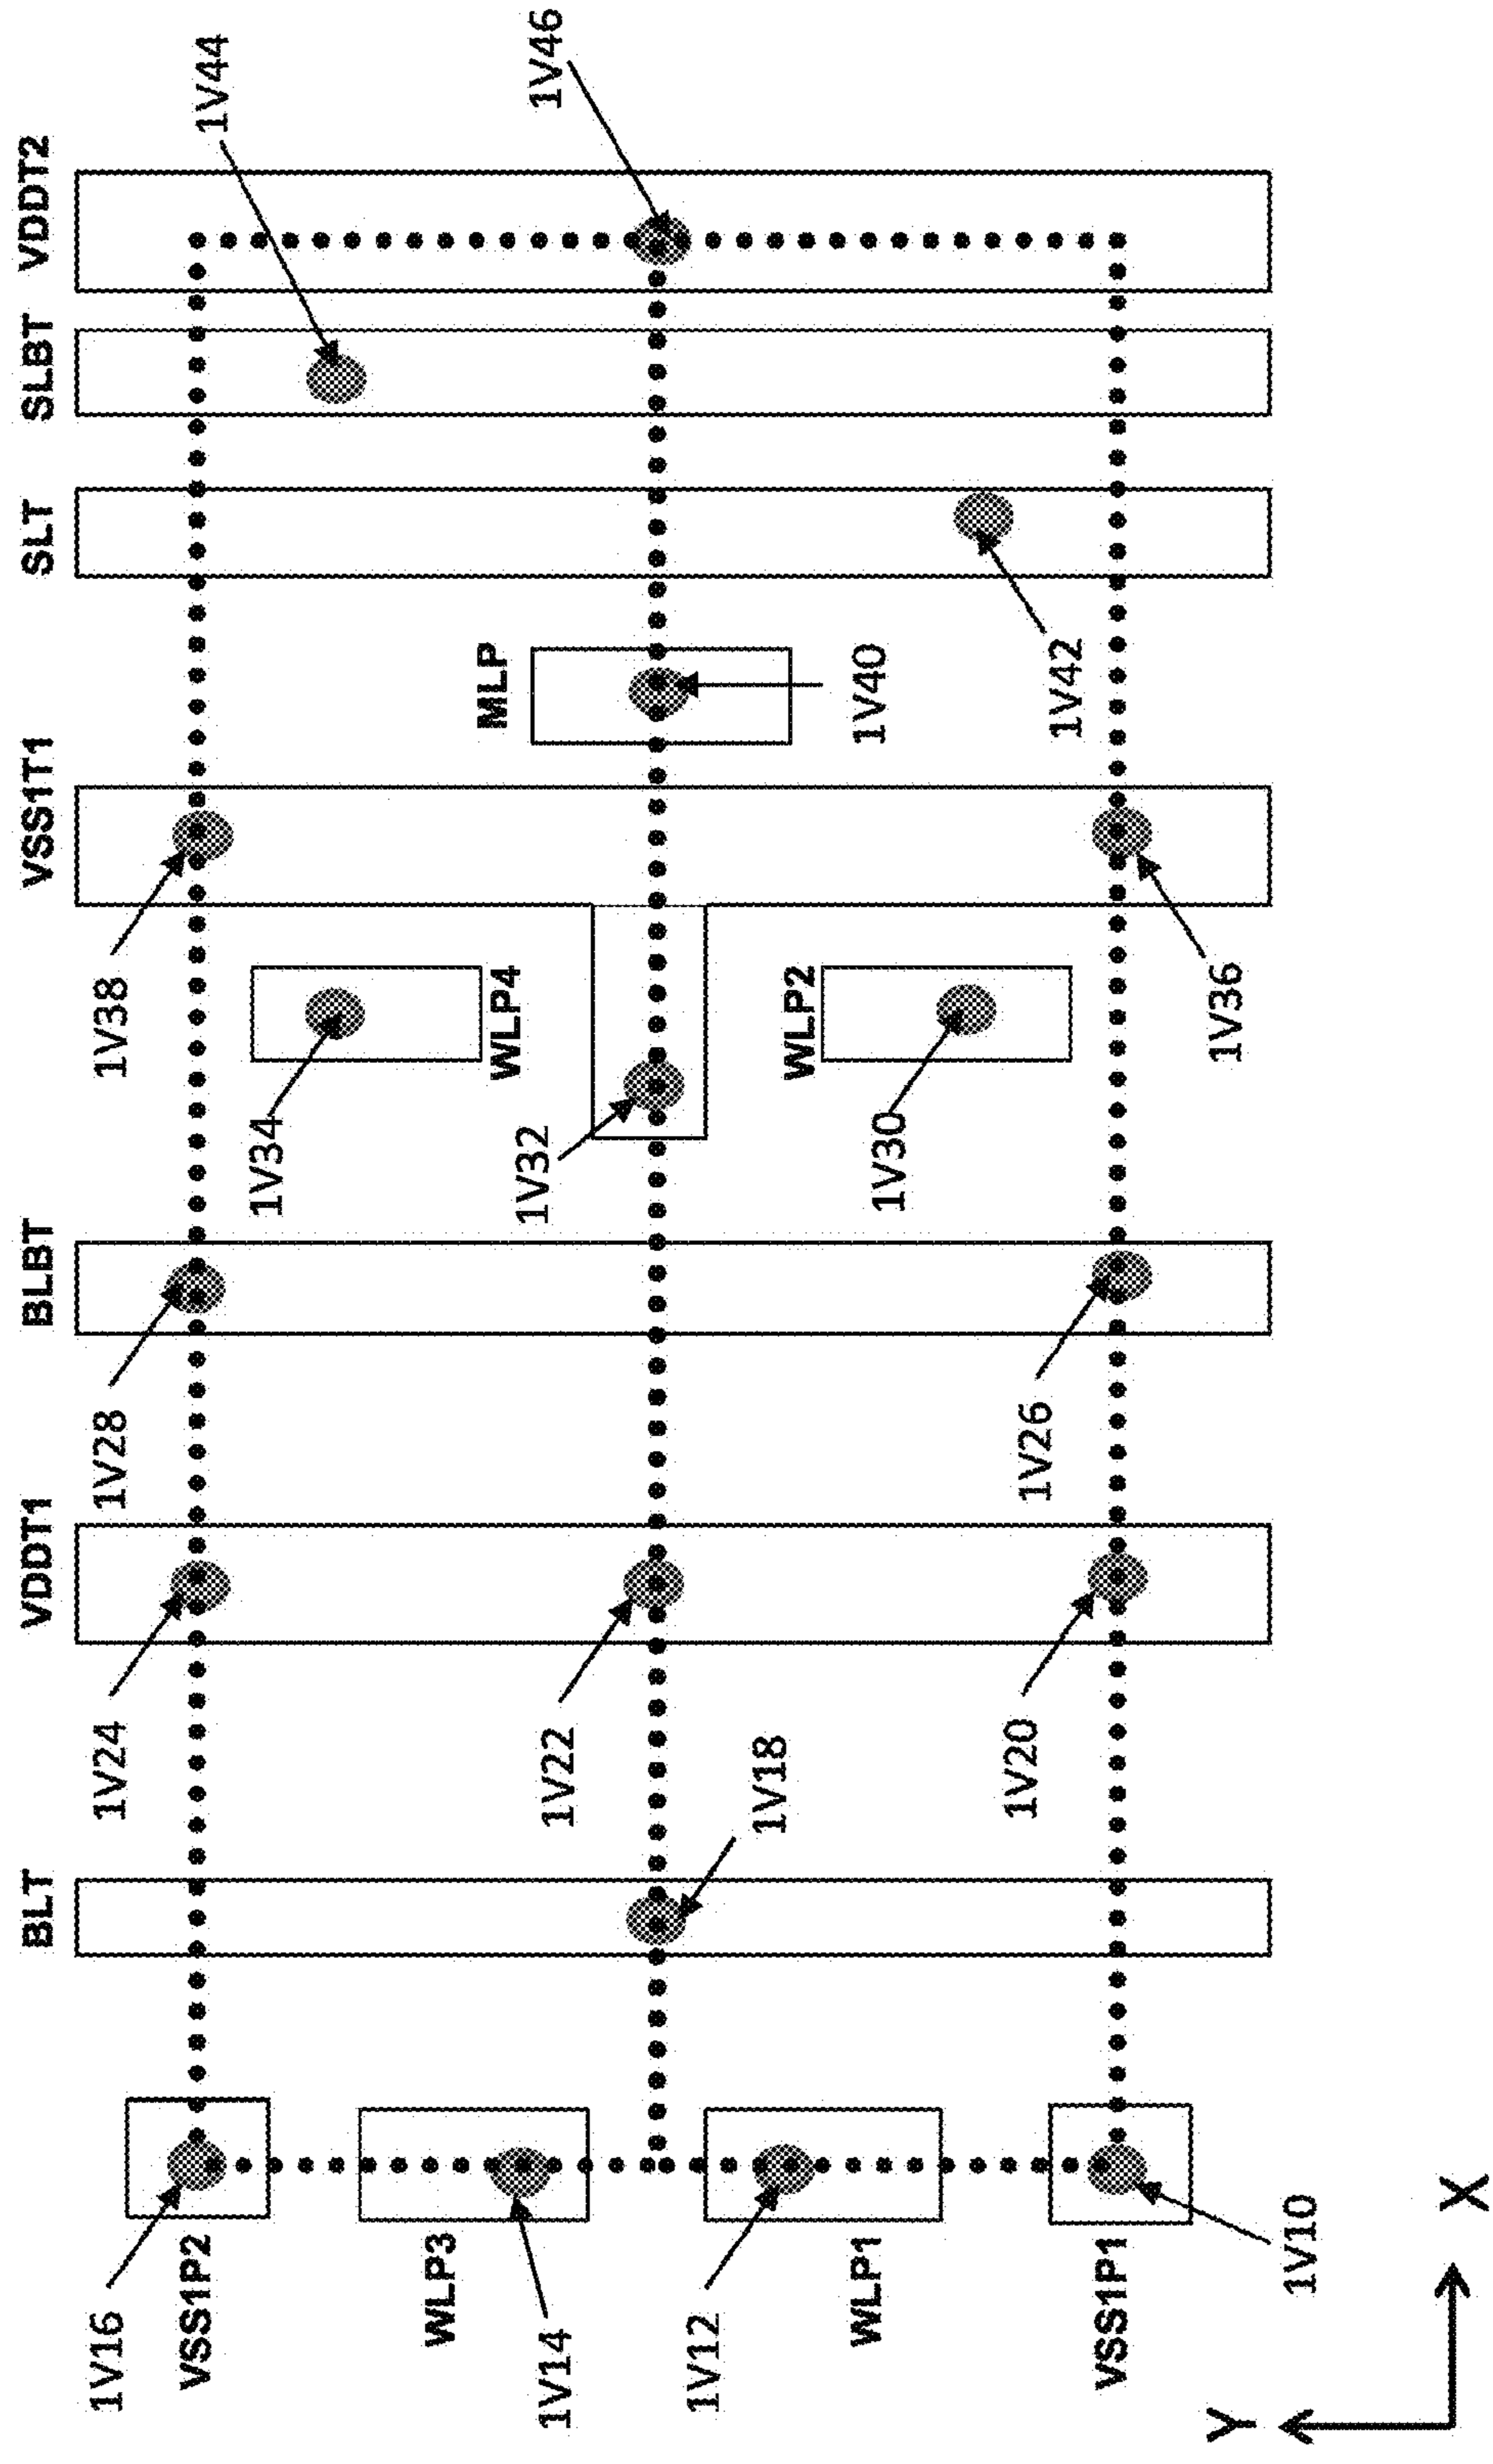 BLT
VDDT1
BLBT
VSS1T1
SLT
SLBT
VDDT2
1V16
VSS1P2
1V24
1V28
1V38
1V44
1V34
WLP3
WLP4
MLP
1V14
1V22
1V32
1V46
1V12
1V18
WLP2
WLP1
1V30
1V40
1V20
1V26
1V42
VSS1P1
1V36
1V10
Y
X